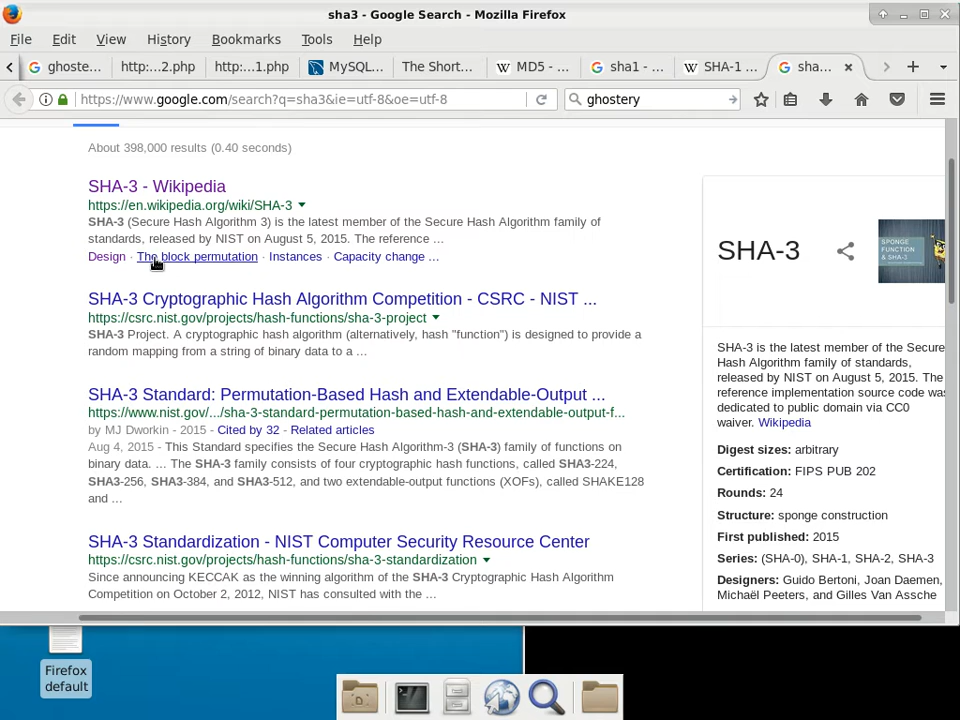 sha3 - Google Search - Mozilla Firefox
File Edit View History Bookmarks Tools Help
ghoste... http:...2.php http:...1.php MySQL... The Short... MD5 - ... sha1 - ... SHA-1 ... sha...
https://www.google.com/search?q=sha3&ie=utf-8&oe=utf-8 ghostery
About 398,000 results (0.40 seconds)
SHA-3 - Wikipedia
https://en.wikipedia.org/wiki/SHA-3
SHA-3 (Secure Hash Algorithm 3) is the latest member of the Secure Hash Algorithm family of
standards, released by NIST on August 5, 2015. The reference ...
Design · The block permutation · Instances · Capacity change ...
SHA-3 Cryptographic Hash Algorithm Competition - CSRC - NIST ...
https://csrc.nist.gov/projects/hash-functions/sha-3-project
SHA-3 Project. A cryptographic hash algorithm (alternatively, hash "function") is designed to provide a
random mapping from a string of binary data to a ...
SHA-3 Standard: Permutation-Based Hash and Extendable-Output ...
https://www.nist.gov/.../sha-3-standard-permutation-based-hash-and-extendable-output-f...
by MJ Dworkin - 2015 - Cited by 32 - Related articles
Aug 4, 2015 - This Standard specifies the Secure Hash Algorithm-3 (SHA-3) family of functions on
binary data. ... The SHA-3 family consists of four cryptographic hash functions, called SHA3-224,
SHA3-256, SHA3-384, and SHA3-512, and two extendable-output functions (XOFs), called SHAKE128
and ...
SHA-3 Standardization - NIST Computer Security Resource Center
https://csrc.nist.gov/projects/hash-functions/sha-3-standardization
Since announcing KECCAK as the winning algorithm of the SHA-3 Cryptographic Hash Algorithm
Competition on October 2, 2012, NIST has consulted with the ...
SHA-3
SPONGE
FUNCTION
& SHA-3
SHA-3 is the latest member of the Secure
Hash Algorithm family of standards,
released by NIST on August 5, 2015. The
reference implementation source code was
dedicated to public domain via CC0
waiver. Wikipedia
Digest sizes: arbitrary
Certification: FIPS PUB 202
Rounds: 24
Structure: sponge construction
First published: 2015
Series: (SHA-0), SHA-1, SHA-2, SHA-3
Designers: Guido Bertoni, Joan Daemen,
Michaël Peeters, and Gilles Van Assche
Firefox
default